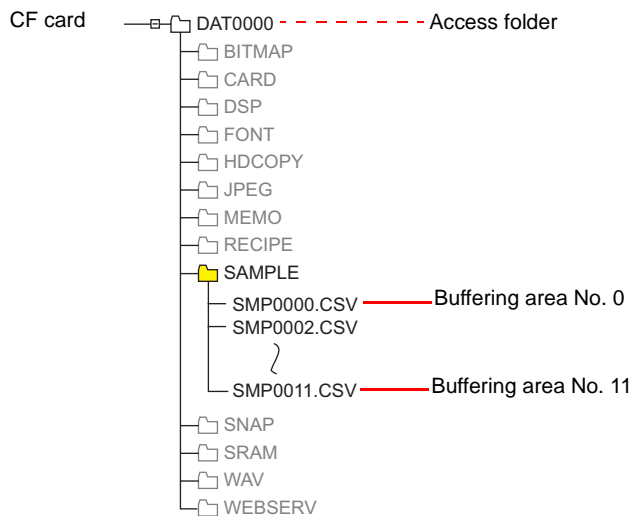 CF card DAT0000 Access folder
BITMAP
CARD
DSP
FONT
HDCOPY
JPEG
MEMO
RECIPE
SAMPLE
SMP0000.CSV Buffering area No. 0
SMP0002.CSV
SMP0011.CSV Buffering area No. 11
SNAP
SRAM
WAV
WEBSERV